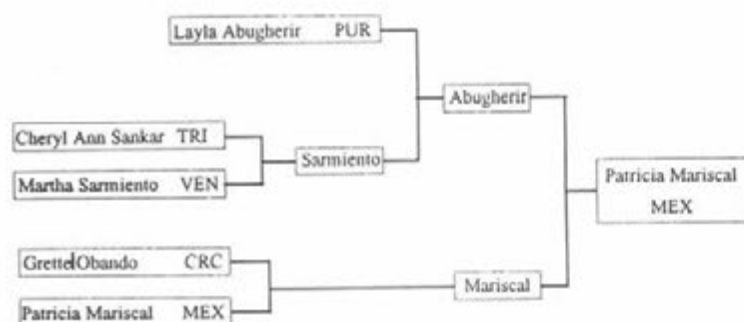 Layla Abugherir PUR
Abugherir
Cheryl Ann Sankar TRI
Sarmiento
Martha Sarmiento VEN
Patricia Mariscal
MEX
Grettel Obando CRC
Mariscal
Patricia Mariscal MEX